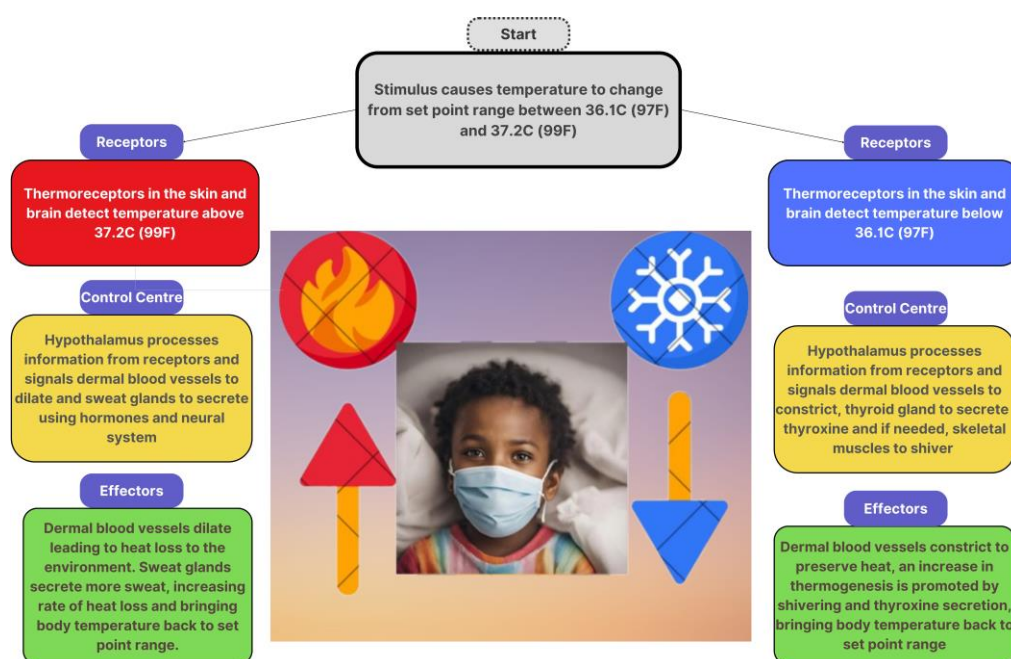 Start
Stimulus causes temperature to change
from set point range between 36.1C (97F)
and 37.2C (99F)
Receptors
Thermoreceptors in the skin and
brain detect temperature above
37.2C (99F)
Control Centre
Hypothalamus processes
information from receptors and
signals dermal blood vessels to
dilate and sweat glands to secrete
using hormones and neural
system
Effectors
Dermal blood vessels dilate
leading to heat loss to the
environment. Sweat glands
secrete more sweat, increasing
rate of heat loss and bringing
body temperature back to set
point range.
Receptors
Thermoreceptors in the skin and
brain detect temperature below
36.1C (97F)
Control Centre
Hypothalamus processes
information from receptors and
signals dermal blood vessels to
constrict, thyroid gland to secrete
thyroxine and if needed, skeletal
muscles to shiver
Effectors
Dermal blood vessels constrict to
preserve heat, an increase in
thermogenesis is promoted by
shivering and thyroxine secretion,
bringing body temperature back to
set point range